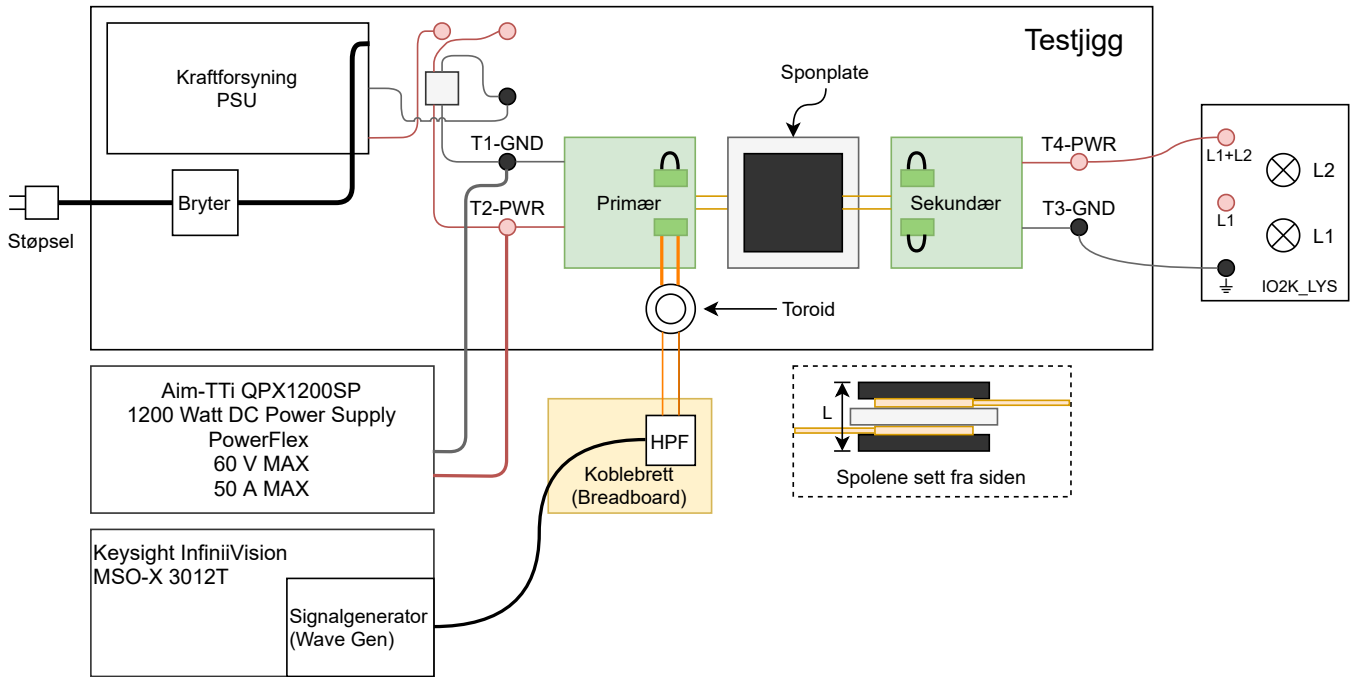 Testjigg
Kraftforsyning
PSU
Sponplate
T1-GND
T4-PWR
L1+L2
L2
Støpsel
Bryter
T2-PWR
Primær
Sekundær
T3-GND
L1
L1
IO2K_LYS
Toroid
Aim-TTi QPX1200SP
1200 Watt DC Power Supply
PowerFlex
60 V MAX
50 A MAX
HPF
Koblebrett
(Breadboard)
L
Spolene sett fra siden
Keysight InfiniiVision
MSO-X 3012T
Signalgenerator
(Wave Gen)